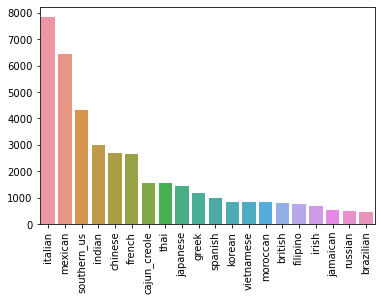 8000
7000
6000
5000
4000
3000
2000
1000
0
italian
mexican
southern_us
indian
chinese
french
cajun_creole
thai
japanese
greek
spanish
korean
vietnamese
moroccan
british
filipino
irish
jamaican
russian
brazilian